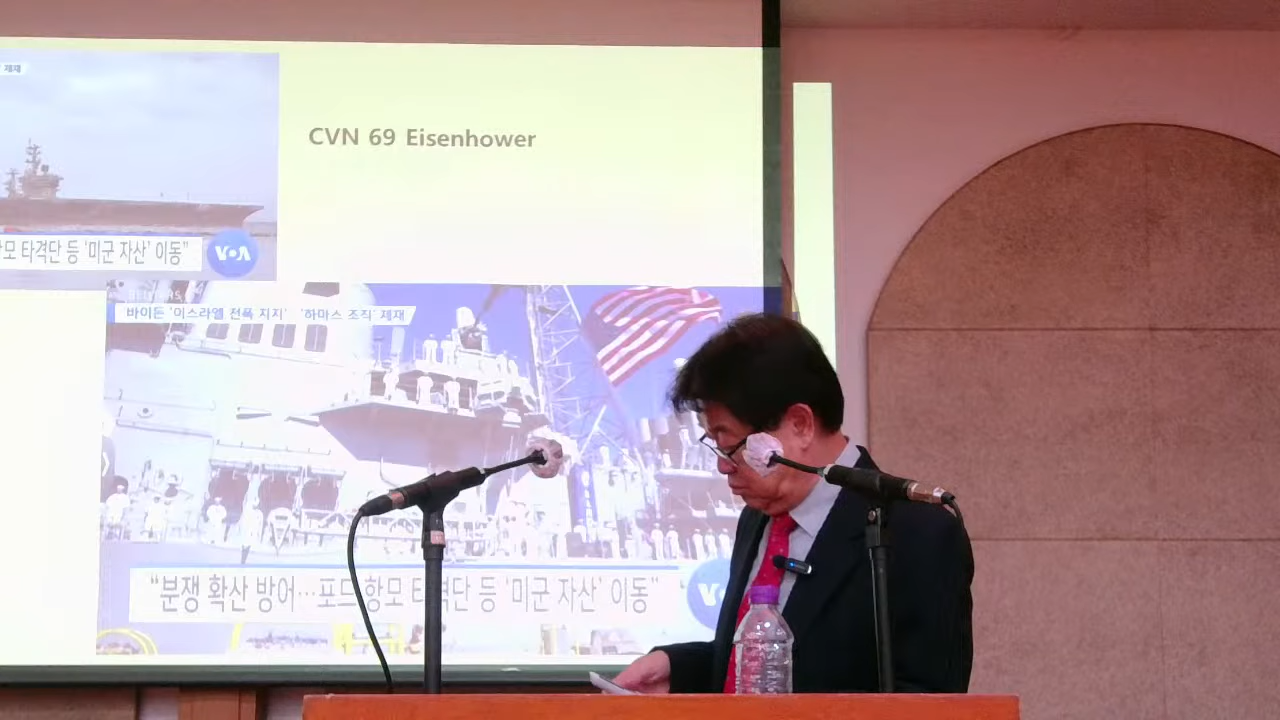 제재
CVN 69 Eisenhower
모 타격단 등 '미군 자산' 이동”
VOA
바이든 '이스라엘 전폭 지지' '하마스 조직' 제재
“분쟁 확산 방어…포드 항모 타격단 등 '미군 자산' 이동”